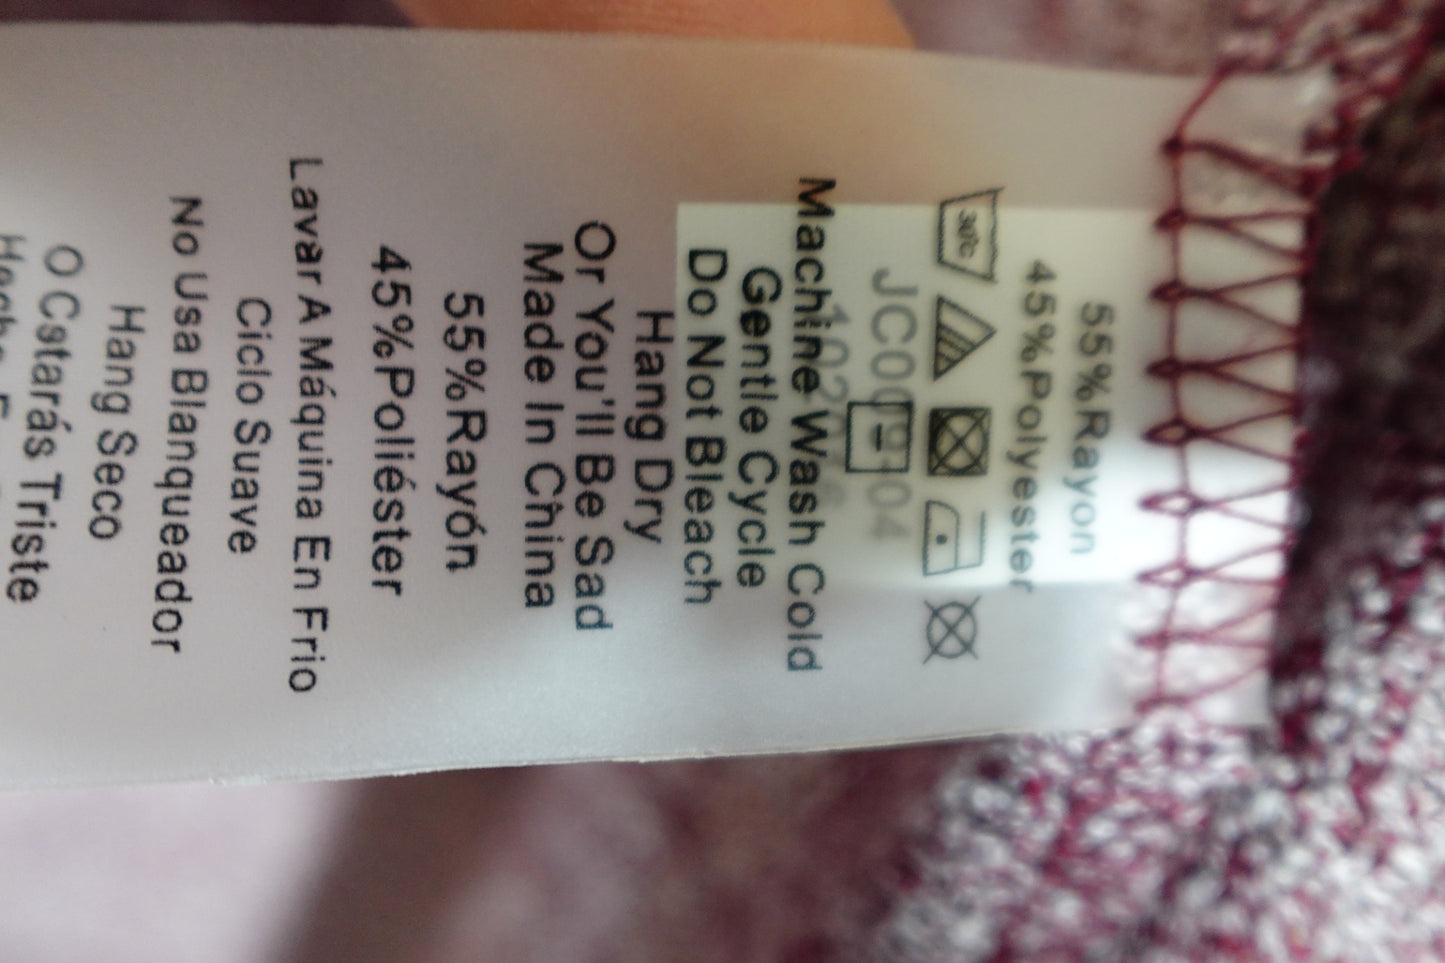 55%Rayon
45%Polyester
30°c
JC009104
Machine Wash Cold
Gentle Cycle
Do Not Bleach
Hang Dry
Or You'll Be Sad
Made In China
55%Rayón
45%Poliéster
Lavar A Máquina En Frio
Ciclo Suave
No Usa Blanqueador
Hang Seco
O Cstarás Triste